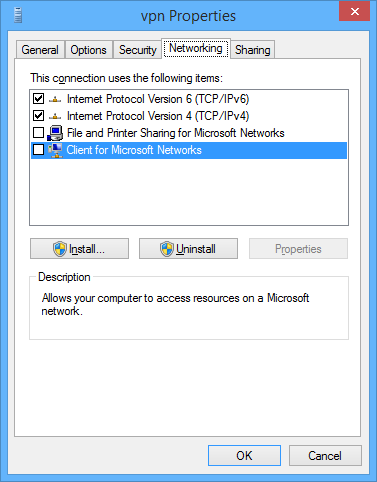 vpn Properties
General Options Security Networking Sharing
This connection uses the following items:
Internet Protocol Version 6 (TCP/IPv6)
Internet Protocol Version 4 (TCP/IPv4)
File and Printer Sharing for Microsoft Networks
Client for Microsoft Networks
Install... Uninstall Properties
Description
Allows your computer to access resources on a Microsoft
network.
OK Cancel